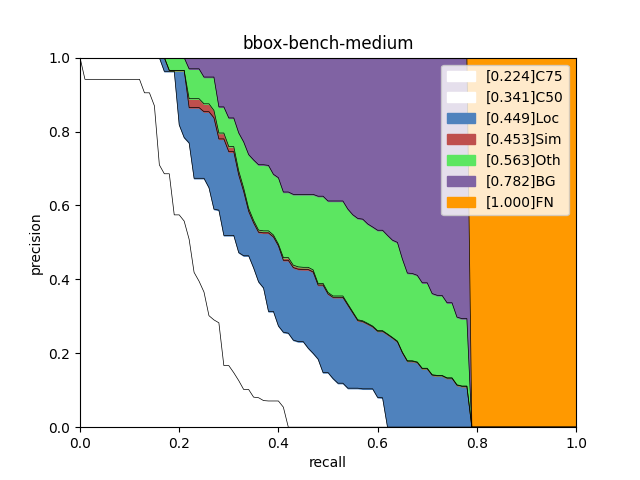 bbox-bench-medium
1.0
0.8
0.6
0.4
0.2
0.0
precision
[0.224]C75
[0.341]C50
[0.449]Loc
[0.453]Sim
[0.563]Oth
[0.782]BG
[1.000]FN
0.0 0.2 0.4 0.6 0.8 1.0
recall